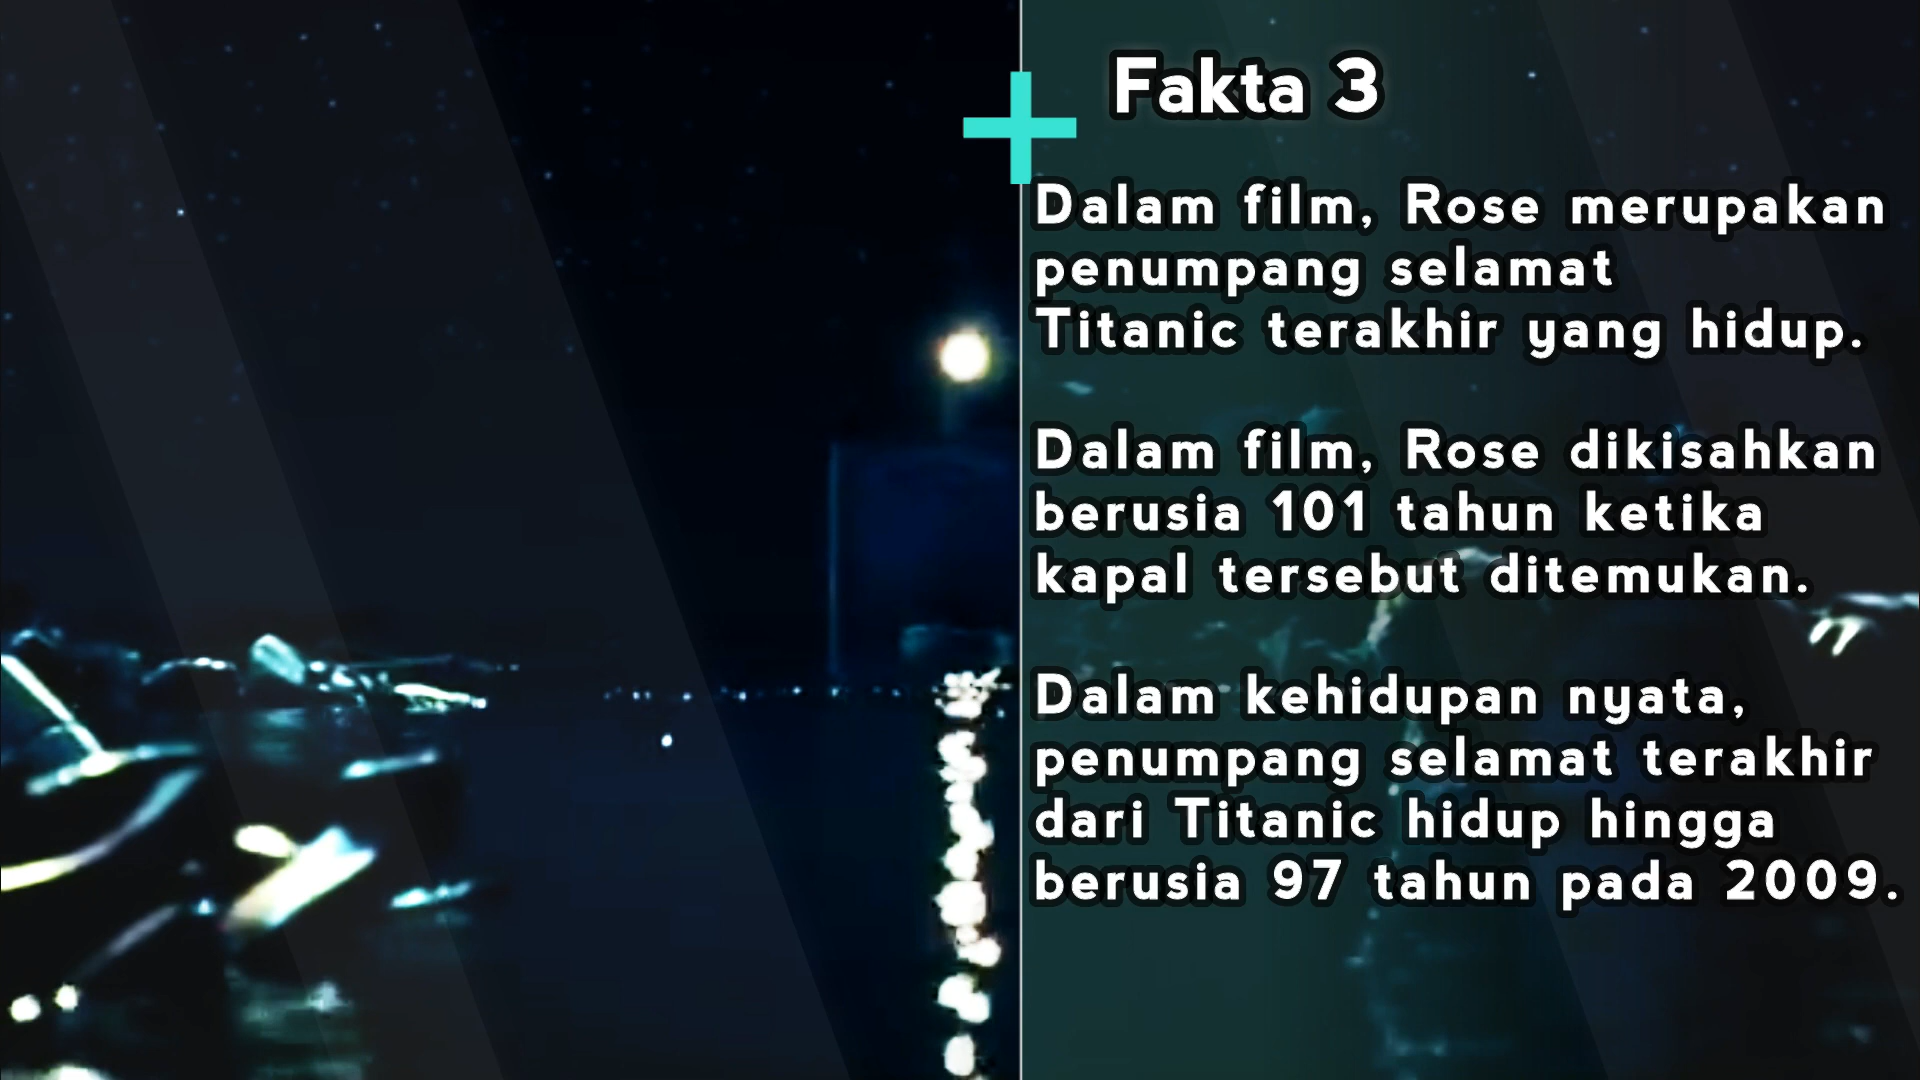 Fakta 3
Dalam film, Rose merupakan
penumpang selamat
Titanic terakhir yang hidup.
Dalam film, Rose dikisahkan
berusia 101 tahun ketika
kapal tersebut ditemukan.
Dalam kehidupan nyata,
penumpang selamat terakhir
dari Titanic hidup hingga
berusia 97 tahun pada 2009.